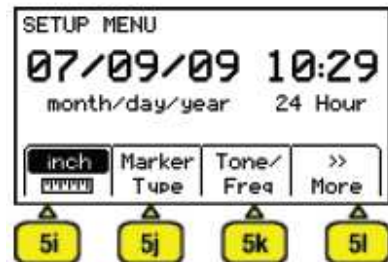 SETUP MENU
07/09/09 10:29
month/day/year 24 Hour
inch Marker Tone/ >>
Type Freq More
5i 5j 5k 5l